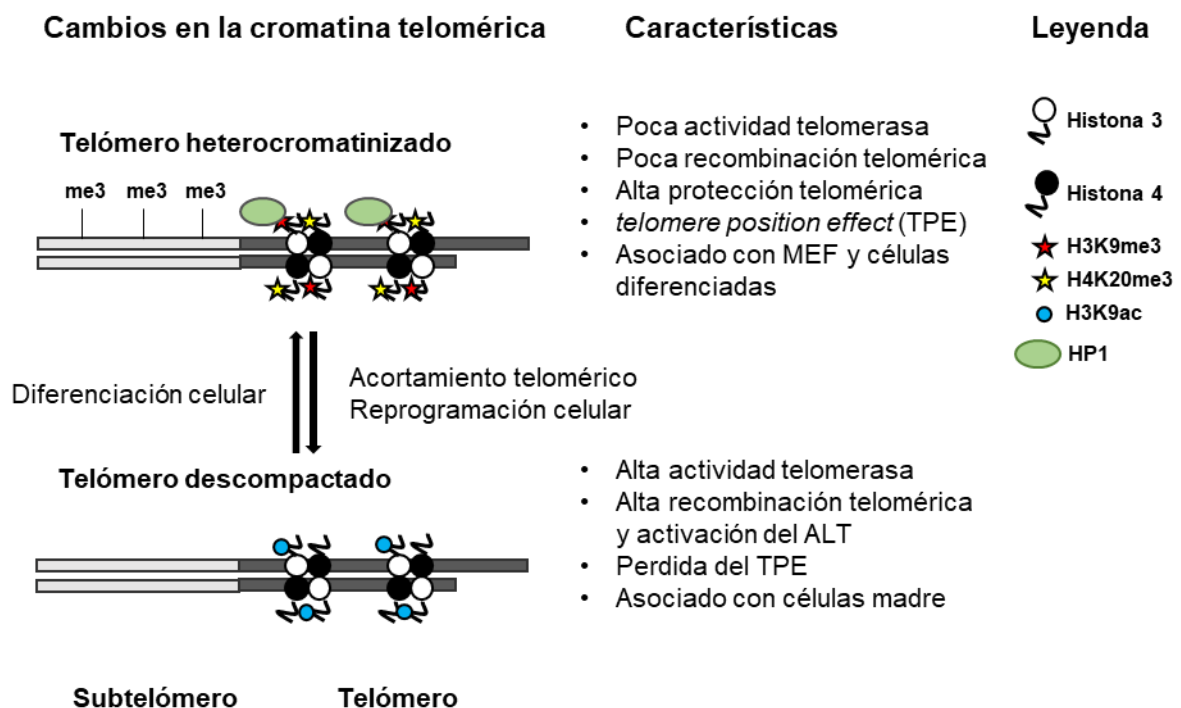 Cambios en la cromatina telomérica
Características
Leyenda
Telómero heterocromatinizado
me3 me3 me3
• Poca actividad telomerasa
• Poca recombinación telomérica
• Alta protección telomérica
• telomere position effect (TPE)
• Asociado con MEF y células
diferenciadas
Histona 3
Histona 4
H3K9me3
H4K20me3
H3K9ac
HP1
Diferenciación celular
Acortamiento telomérico
Reprogramación celular
Telómero descompactado
• Alta actividad telomerasa
• Alta recombinación telomérica
y activación del ALT
• Perdida del TPE
• Asociado con células madre
Subtelómero
Telómero